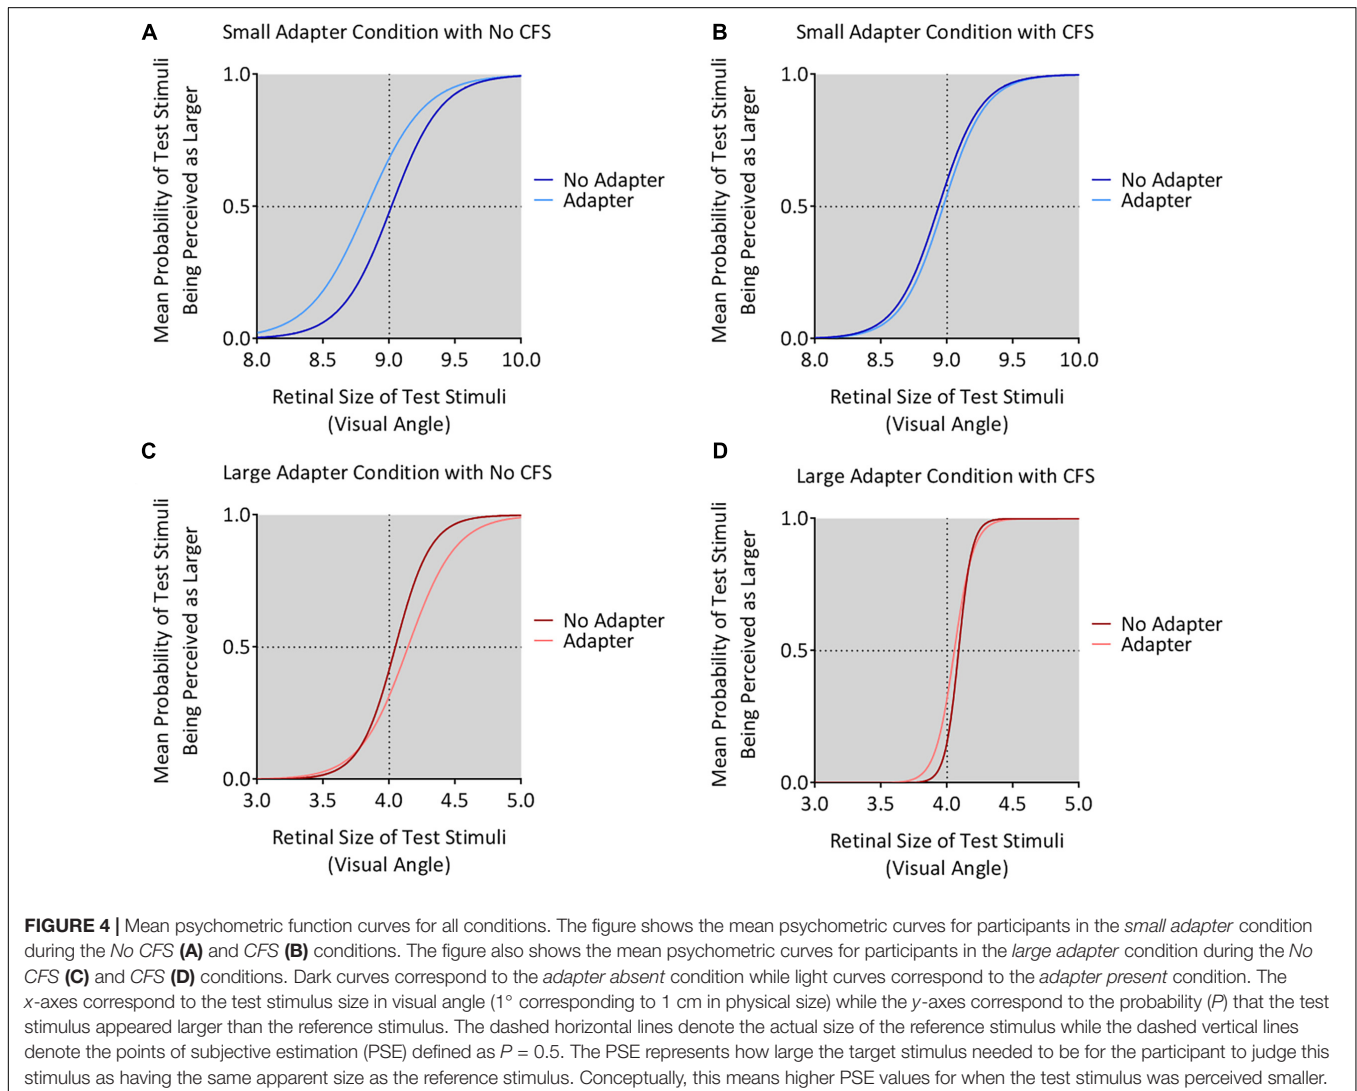 A
Small Adapter Condition with No CFS
Mean Probability of Test Stimuli
Being Perceived as Larger
1.0
0.5
0.0
8.0 8.5 9.0 9.5 10.0
Retinal Size of Test Stimuli
(Visual Angle)
No Adapter
Adapter
B
Small Adapter Condition with CFS
Mean Probability of Test Stimuli
Being Perceived as Larger
1.0
0.5
0.0
8.0 8.5 9.0 9.5 10.0
Retinal Size of Test Stimuli
(Visual Angle)
No Adapter
Adapter
C
Large Adapter Condition with No CFS
Mean Probability of Test Stimuli
Being Perceived as Larger
1.0
0.5
0.0
3.0 3.5 4.0 4.5 5.0
Retinal Size of Test Stimuli
(Visual Angle)
No Adapter
Adapter
D
Large Adapter Condition with CFS
Mean Probability of Test Stimuli
Being Perceived as Larger
1.0
0.5
0.0
3.0 3.5 4.0 4.5 5.0
Retinal Size of Test Stimuli
(Visual Angle)
No Adapter
Adapter
FIGURE 4 | Mean psychometric function curves for all conditions. The figure shows the mean psychometric curves for participants in the small adapter condition
during the No CFS (A) and CFS (B) conditions. The figure also shows the mean psychometric curves for participants in the large adapter condition during the No
CFS (C) and CFS (D) conditions. Dark curves correspond to the adapter absent condition while light curves correspond to the adapter present condition. The
x-axes correspond to the test stimulus size in visual angle (1° corresponding to 1 cm in physical size) while the y-axes correspond to the probability (P) that the test
stimulus appeared larger than the reference stimulus. The dashed horizontal lines denote the actual size of the reference stimulus while the dashed vertical lines
denote the points of subjective estimation (PSE) defined as P = 0.5. The PSE represents how large the target stimulus needed to be for the participant to judge this
stimulus as having the same apparent size as the reference stimulus. Conceptually, this means higher PSE values for when the test stimulus was perceived smaller.